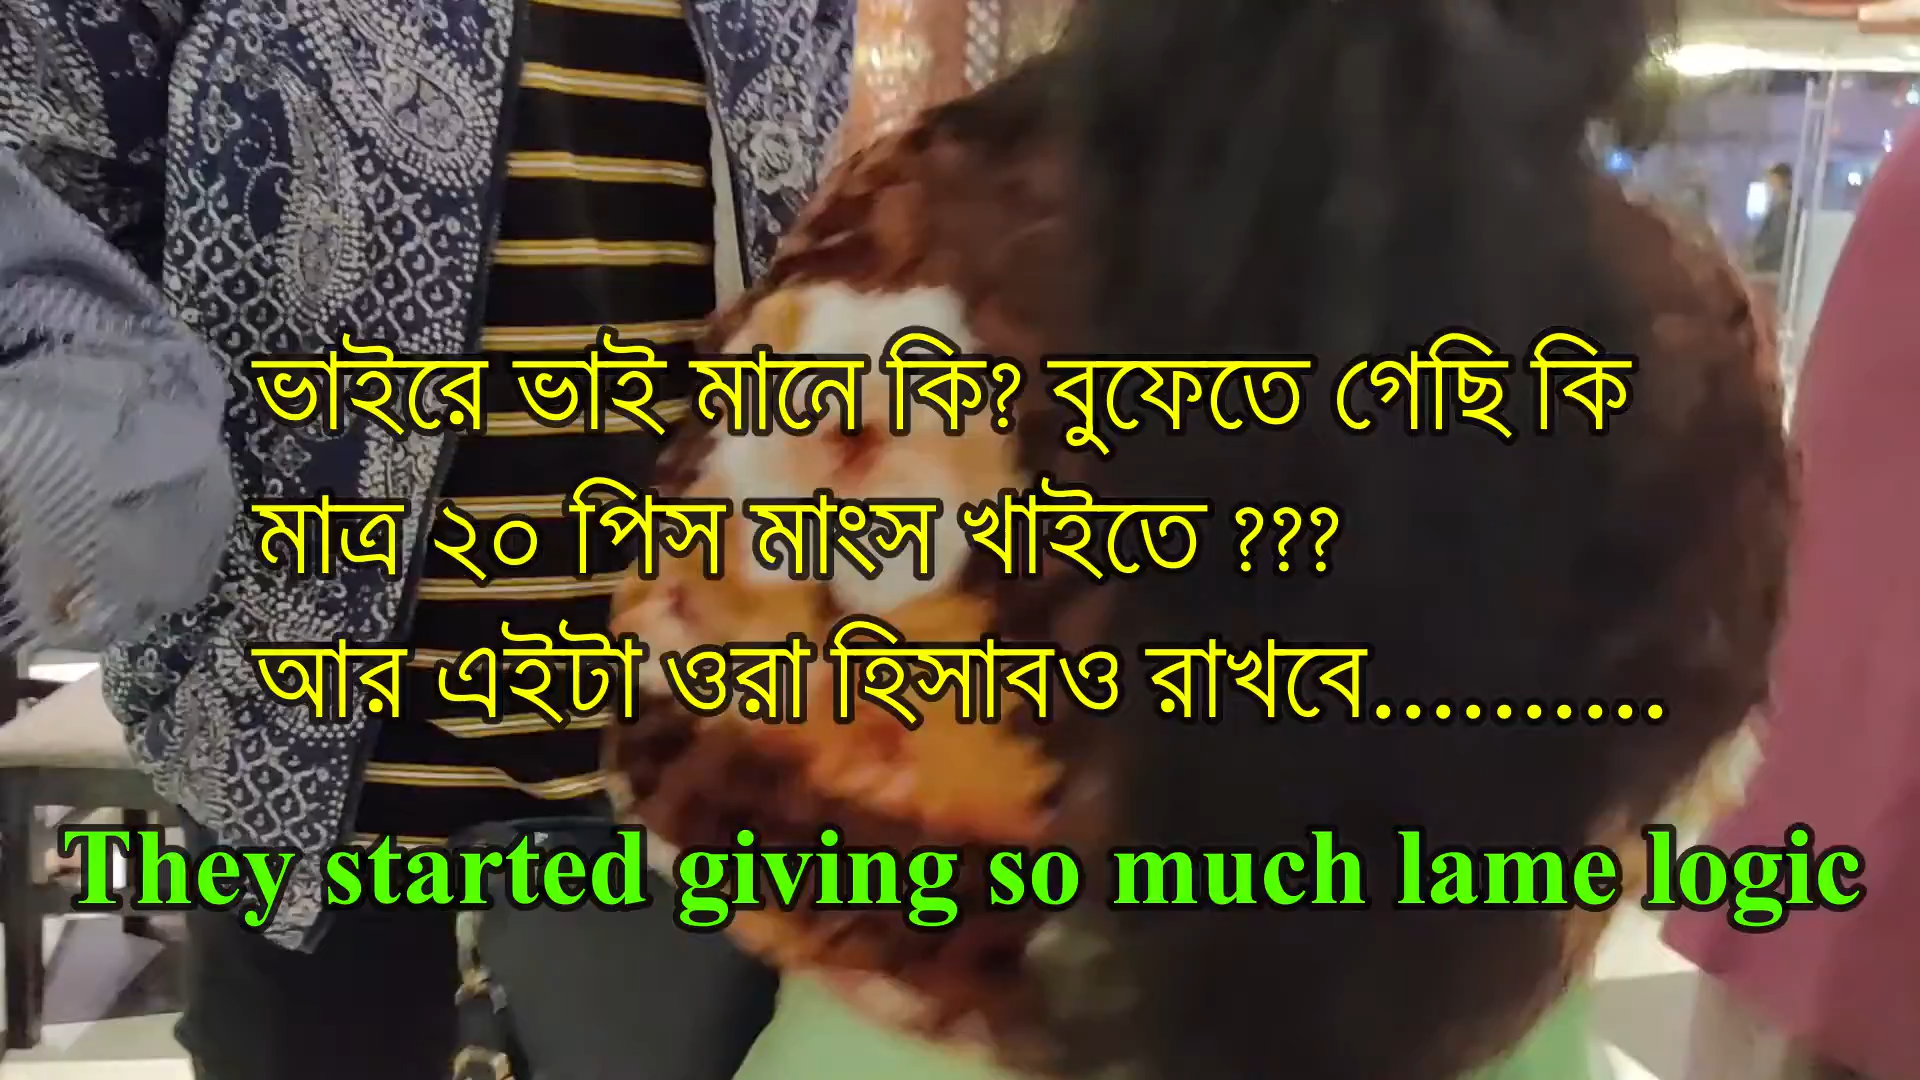 ভাইরে ভাই মানে কি? বুফেতে গেছি কি
মাত্র ২০ পিস মাংস খাইতে ???
আর এইটা ওরা হিসাবও রাখবে..........
They started giving so much lame logic